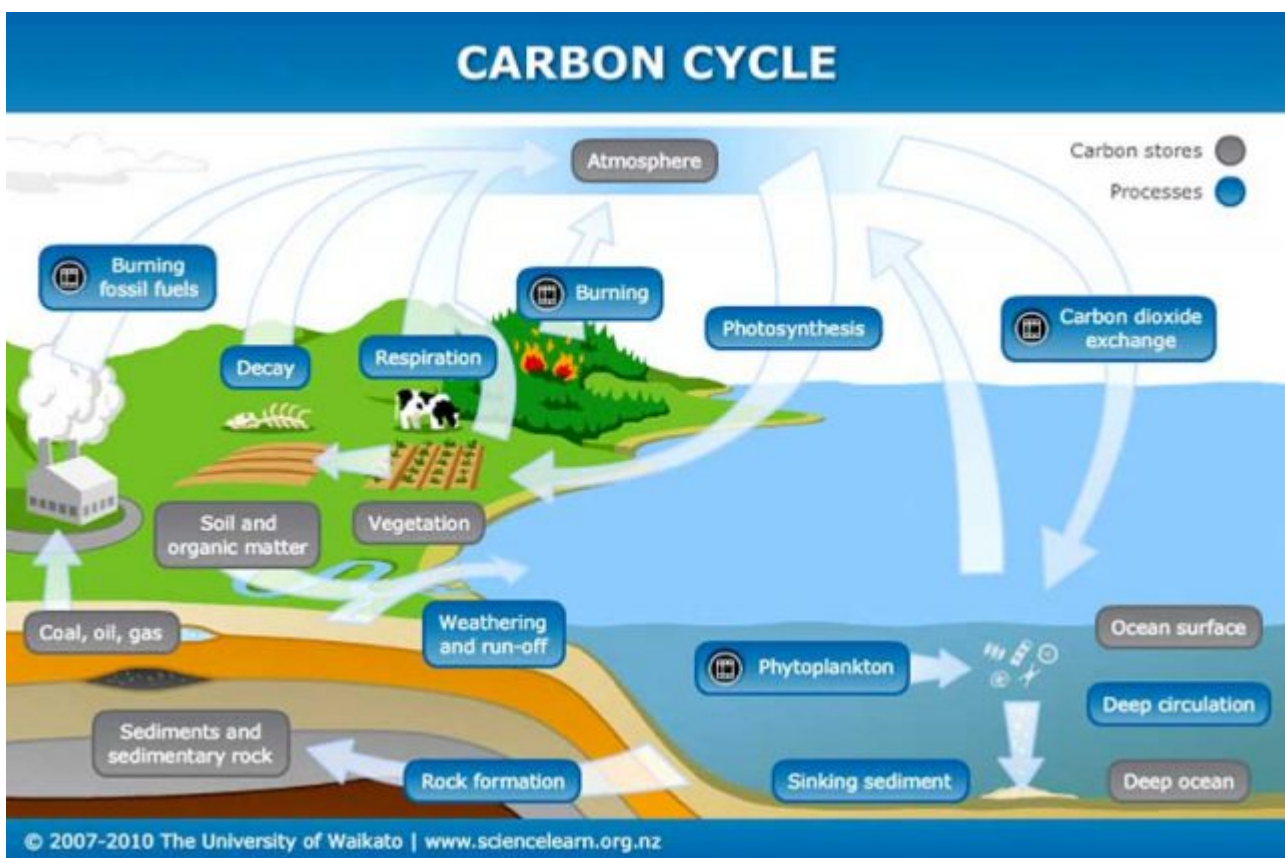 CARBON CYCLE
Atmosphere
Carbon stores
Processes
Burning
fossil fuels
Burning
Photosynthesis
Carbon dioxide
exchange
Decay
Respiration
Soil and
organic matter
Vegetation
Coal, oil, gas
Weathering
and run-off
Ocean surface
Phytoplankton
Deep circulation
Sediments and
sedimentary rock
Rock formation
Sinking sediment
Deep ocean
© 2007-2010 The University of Waikato | www.sciencelearn.org.nz